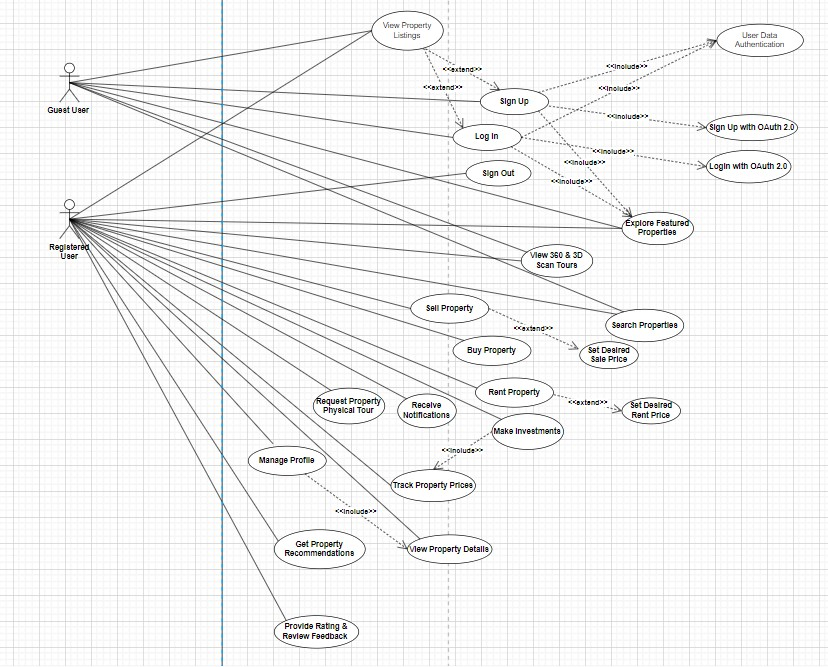 View Property
Listings
User Data
Authentication
<<include>>
<<extend>>
<<extend>>
<<include>>
Guest User
Sign Up
<<include>>
Sign Up with OAuth 2.0
Log In
<<include>>
<<include>>
Login with OAuth 2.0
Sign Out
<<include>>
Explore Featured
Properties
Registered
User
View 360 & 3D
Scan Tours
Sell Property
Search Properties
<<extend>>
Buy Property
Set Desired
Sale Price
Rent Property
Request Property
Physical Tour
Receive
Notifications
<<extend>>
Set Desired
Rent Price
Make Investments
<<include>>
Manage Profile
Track Property Prices
<<include>>
Get Property
Recommendations
View Property Details
Provide Rating &
Review Feedback